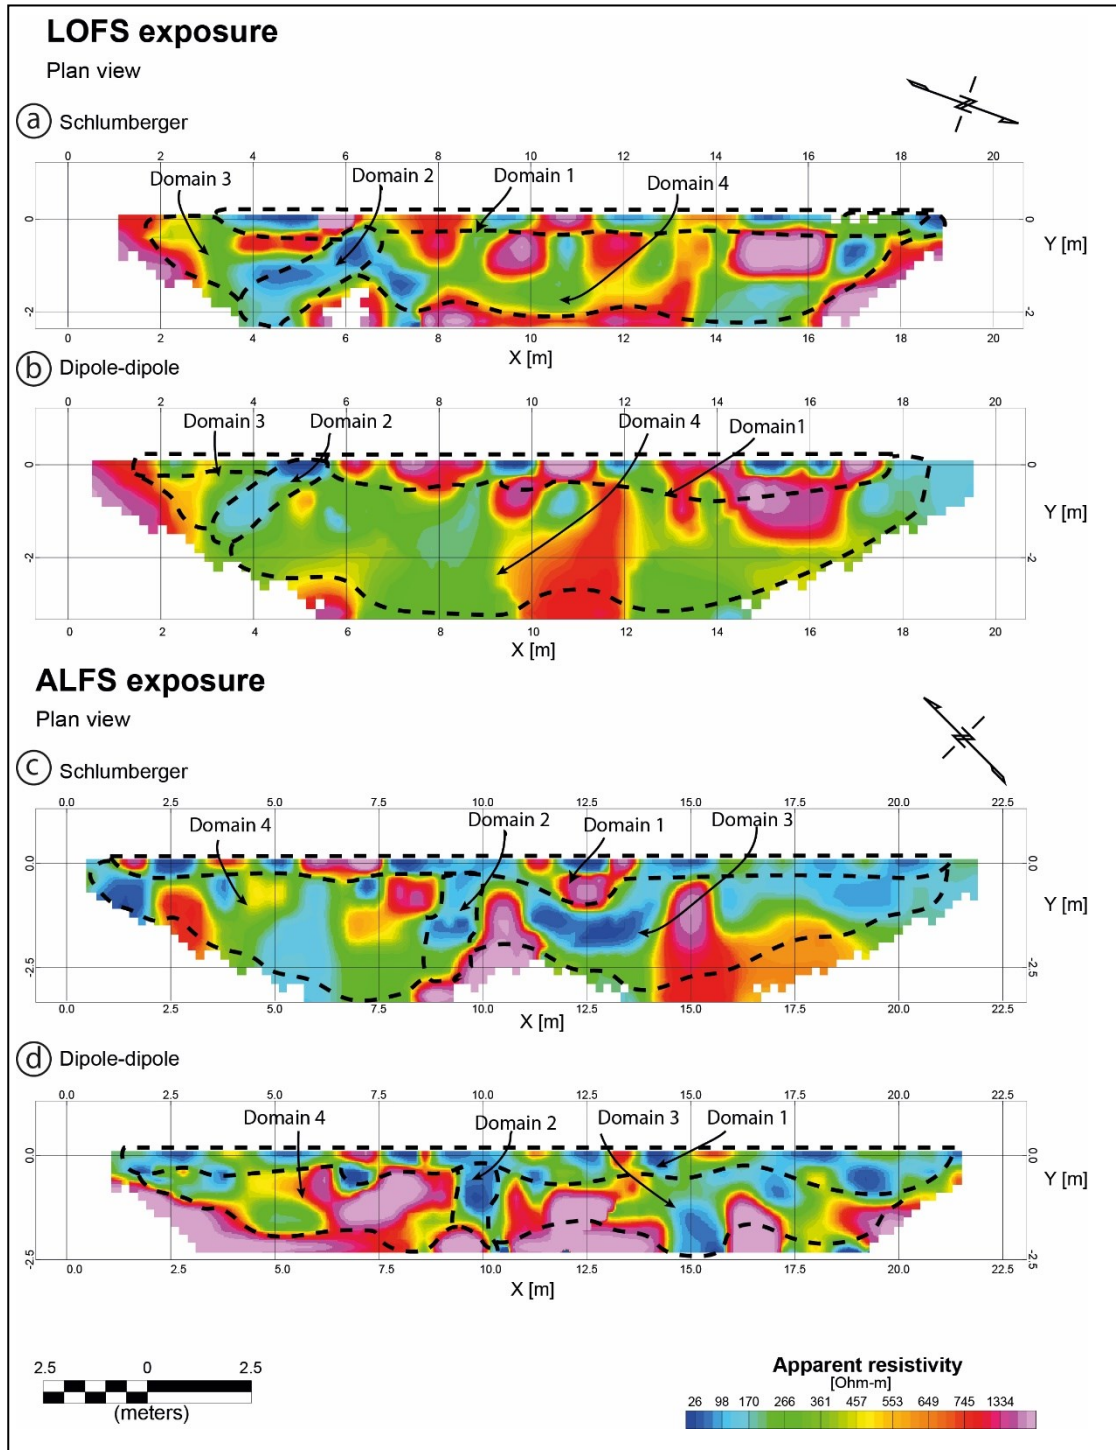 LOFS exposure
Plan view
a Schlumberger
0 2 4 6 8 10 12 14 16 18 20
Domain 3
Domain 2
Domain 1
Domain 4
0
0
Y [m]
-2
-2
0 2 4 6 8 10 12 14 16 18 20
X [m]
b Dipole-dipole
0 2 4 6 8 10 12 14 16 18 20
Domain 3
Domain 2
Domain 4
Domain1
0
0
Y [m]
-2
-2
0 2 4 6 8 10 12 14 16 18 20
X [m]
ALFS exposure
Plan view
c Schlumberger
0.0 2.5 5.0 7.5 10.0 12.5 15.0 17.5 20.0 22.5
Domain 4
Domain 2
Domain 1
Domain 3
0.0
0.0
Y [m]
-2.5
-2.5
0.0 2.5 5.0 7.5 10.0 12.5 15.0 17.5 20.0 22.5
X [m]
d Dipole-dipole
0.0 2.5 5.0 7.5 10.0 12.5 15.0 17.5 20.0 22.5
Domain 4
Domain 2
Domain 3
Domain 1
0.0
0.0
Y [m]
-2.5
-2.5
0.0 2.5 5.0 7.5 10.0 12.5 15.0 17.5 20.0 22.5
X [m]
2.5 0 2.5
(meters)
Apparent resistivity
[Ohm-m]
26 98 170 266 361 457 553 649 745 1334